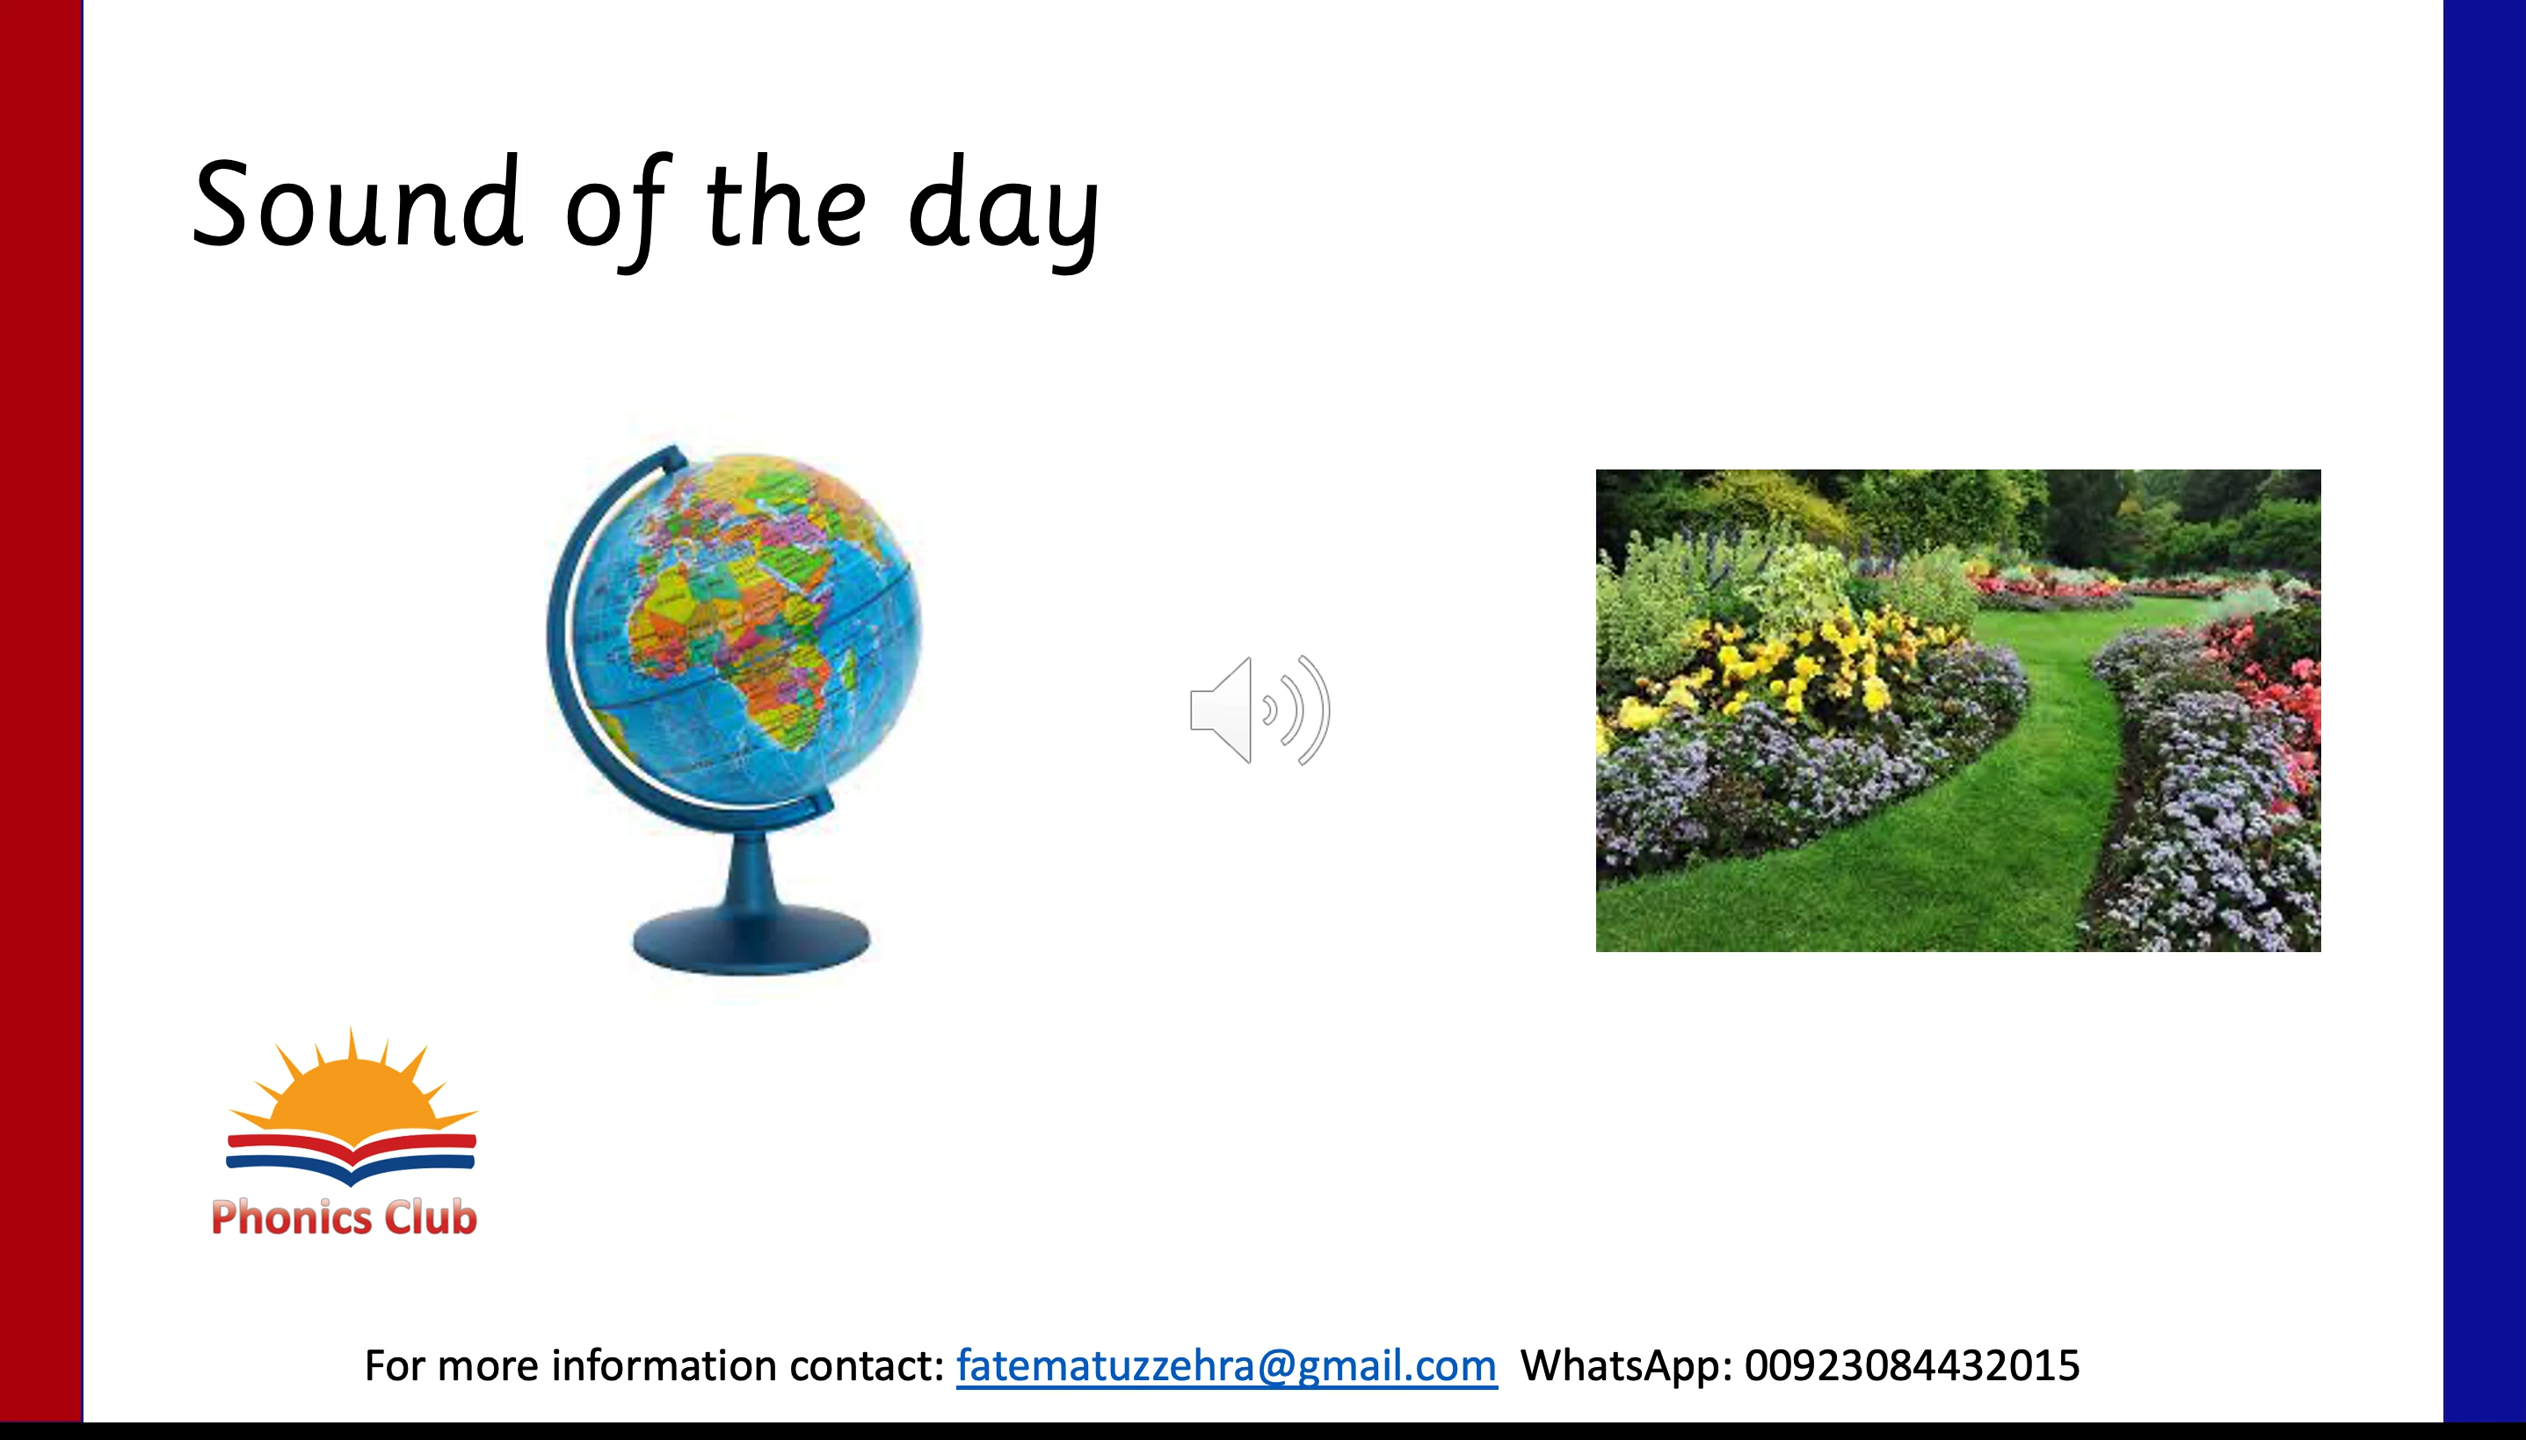 Sound of the day
Phonics Club
For more information contact: fatematuzzehra@gmail.com WhatsApp: 00923084432015